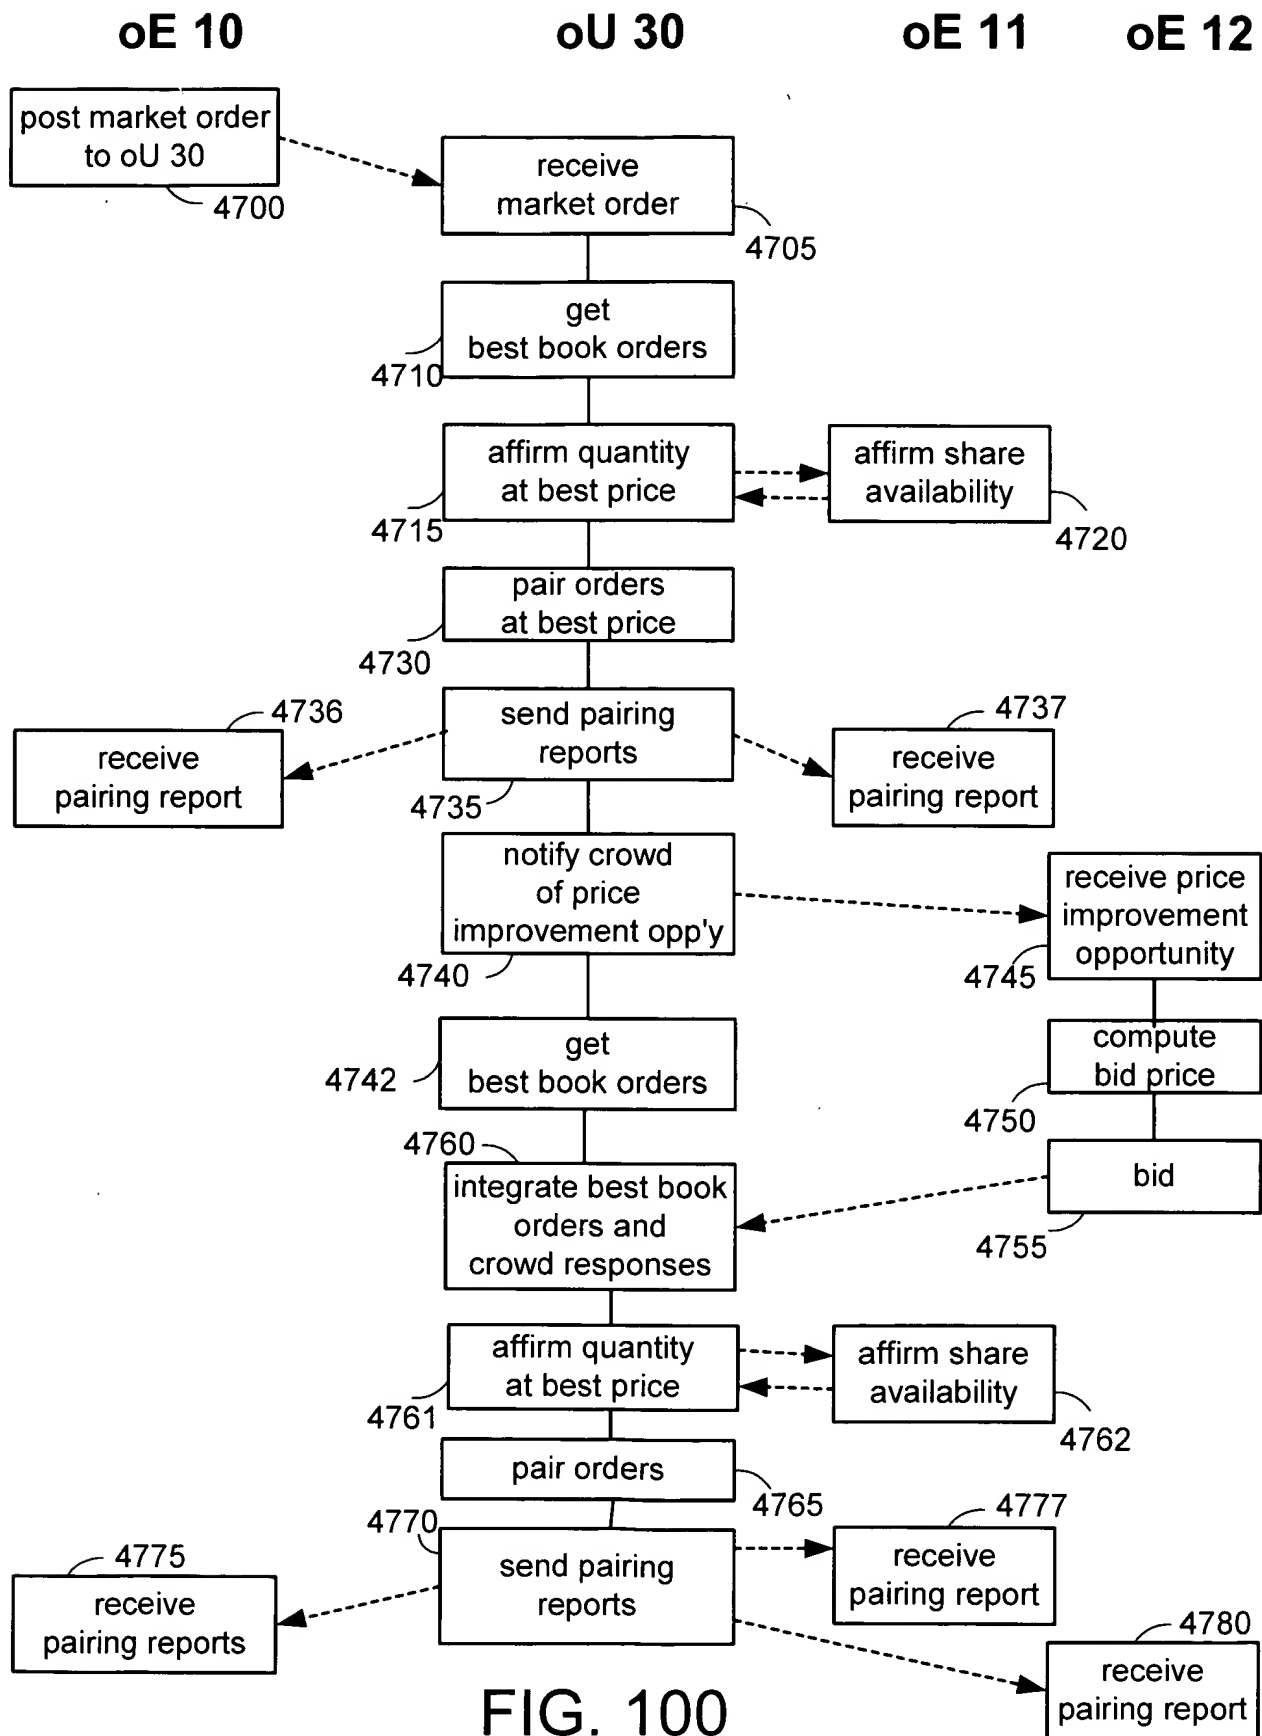 oE 10
oU 30
oE 11
oE 12
post market order
to oU 30
4700
receive
market order
4705
get
best book orders
4710
affirm quantity
at best price
4715
affirm share
availability
4720
pair orders
at best price
4730
send pairing
reports
4735
4736
receive
pairing report
4737
receive
pairing report
notify crowd
of price
improvement opp'y
4740
receive price
improvement
opportunity
4745
get
best book orders
4742
compute
bid price
4750
bid
4755
4760
integrate best book
orders and
crowd responses
affirm quantity
at best price
4761
affirm share
availability
4762
pair orders
4765
4770
send pairing
reports
4777
receive
pairing report
4775
receive
pairing reports
4780
receive
pairing report
FIG. 100